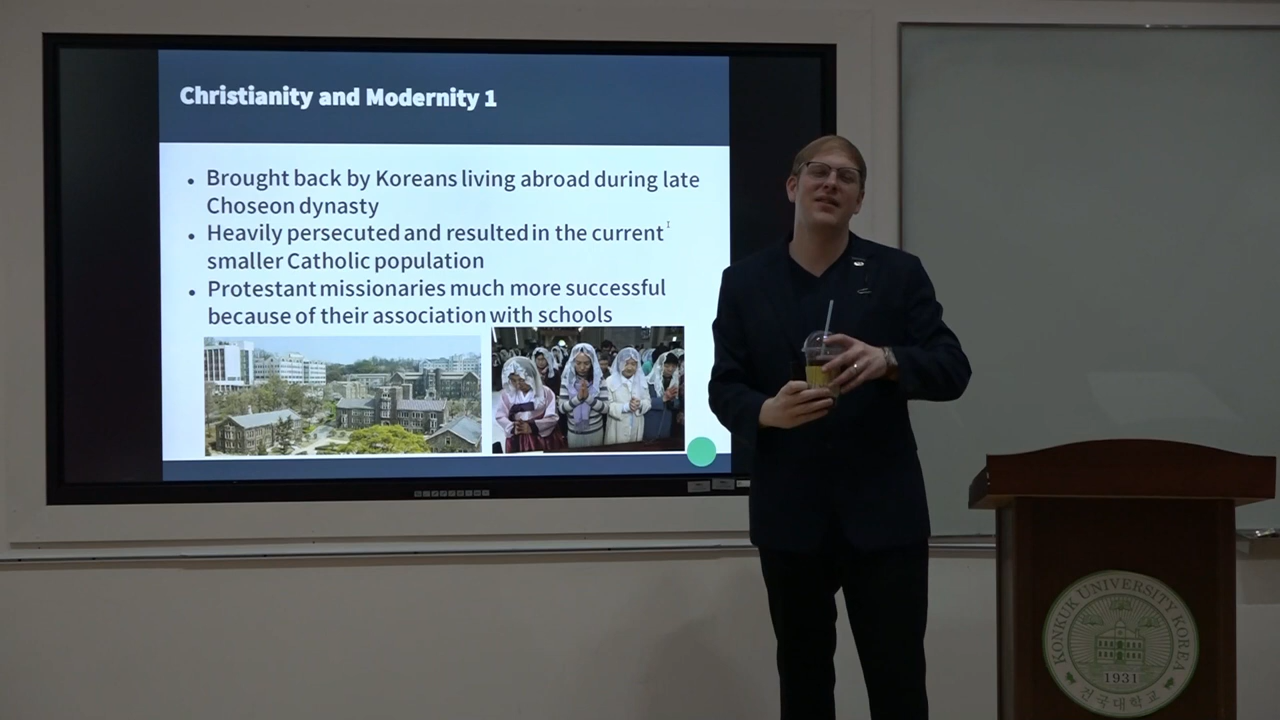 Christianity and Modernity 1
• Brought back by Koreans living abroad during late
Choseon dynasty
• Heavily persecuted and resulted in the current
smaller Catholic population
• Protestant missionaries much more successful
because of their association with schools
KONKUK UNIVERSITY KOREA
1931
건국대학교